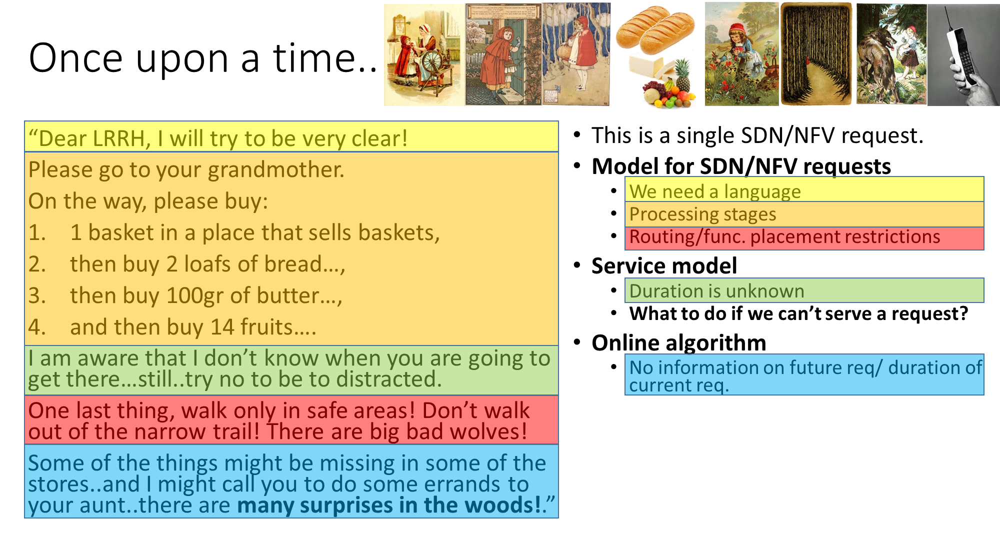 Once upon a time..
“Dear LRRH, I will try to be very clear!
Please go to your grandmother.
On the way, please buy:
1. 1 basket in a place that sells baskets,
2. then buy 2 loafs of bread…,
3. then buy 100gr of butter…,
4. and then buy 14 fruits….
I am aware that I don’t know when you are going to
get there…still..try no to be to distracted.
One last thing, walk only in safe areas! Don’t walk
out of the narrow trail! There are big bad wolves!
Some of the things might be missing in some of the
stores..and I might call you to do some errands to
your aunt..there are many surprises in the woods!.”
• This is a single SDN/NFV request.
• Model for SDN/NFV requests
• We need a language
• Processing stages
• Routing/func. placement restrictions
• Service model
• Duration is unknown
• What to do if we can’t serve a request?
• Online algorithm
• No information on future req/ duration of
current req.